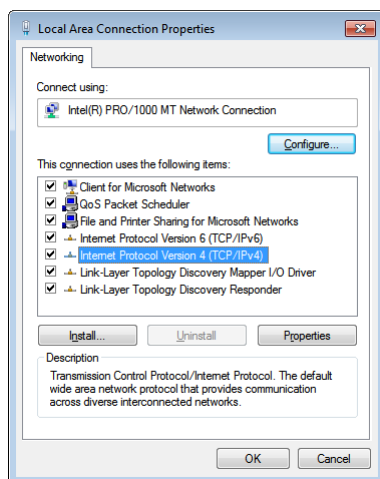 Local Area Connection Properties
Networking
Connect using:
Intel(R) PRO/1000 MT Network Connection
Configure...
This connection uses the following items:
Client for Microsoft Networks
QoS Packet Scheduler
File and Printer Sharing for Microsoft Networks
Internet Protocol Version 6 (TCP/IPv6)
Internet Protocol Version 4 (TCP/IPv4)
Link-Layer Topology Discovery Mapper I/O Driver
Link-Layer Topology Discovery Responder
Install... Uninstall Properties
Description
Transmission Control Protocol/Internet Protocol. The default
wide area network protocol that provides communication
across diverse interconnected networks.
OK Cancel